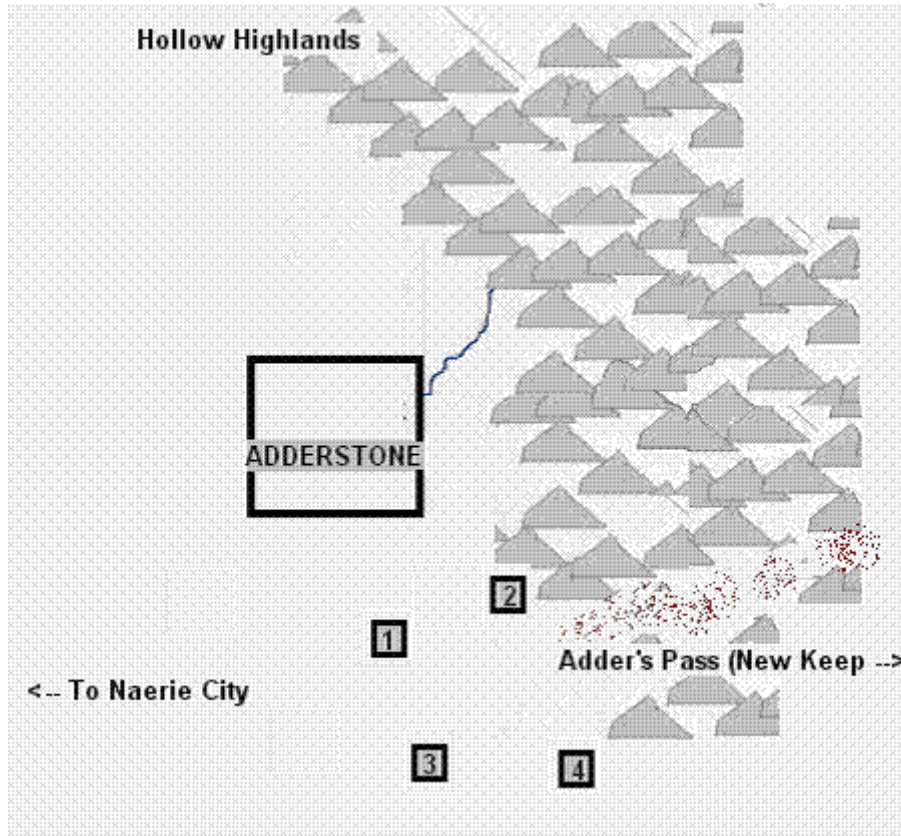 Hollow Highlands
ADDERSTONE
2
1
Adder's Pass (New Keep -->
<-- To Naerie City
3
4